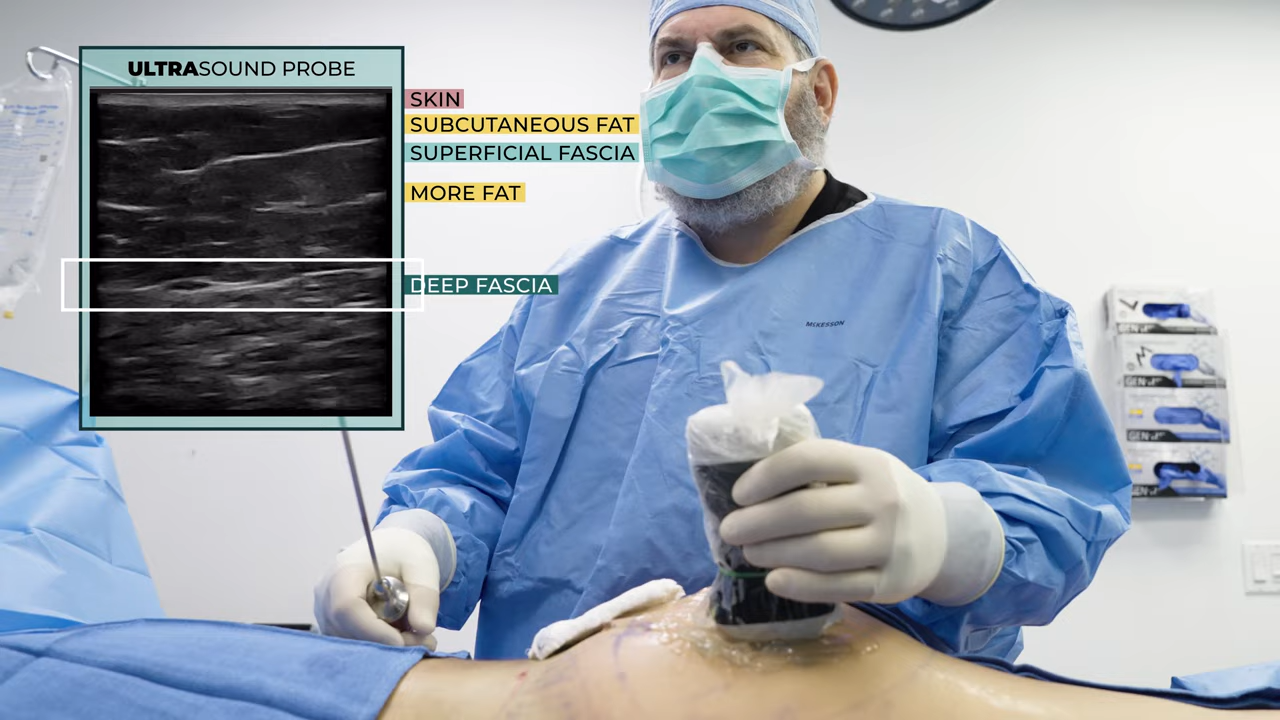 ULTRASOUND PROBE
SKIN
SUBCUTANEOUS FAT
SUPERFICIAL FASCIA
MORE FAT
DEEP FASCIA
MCKESSON